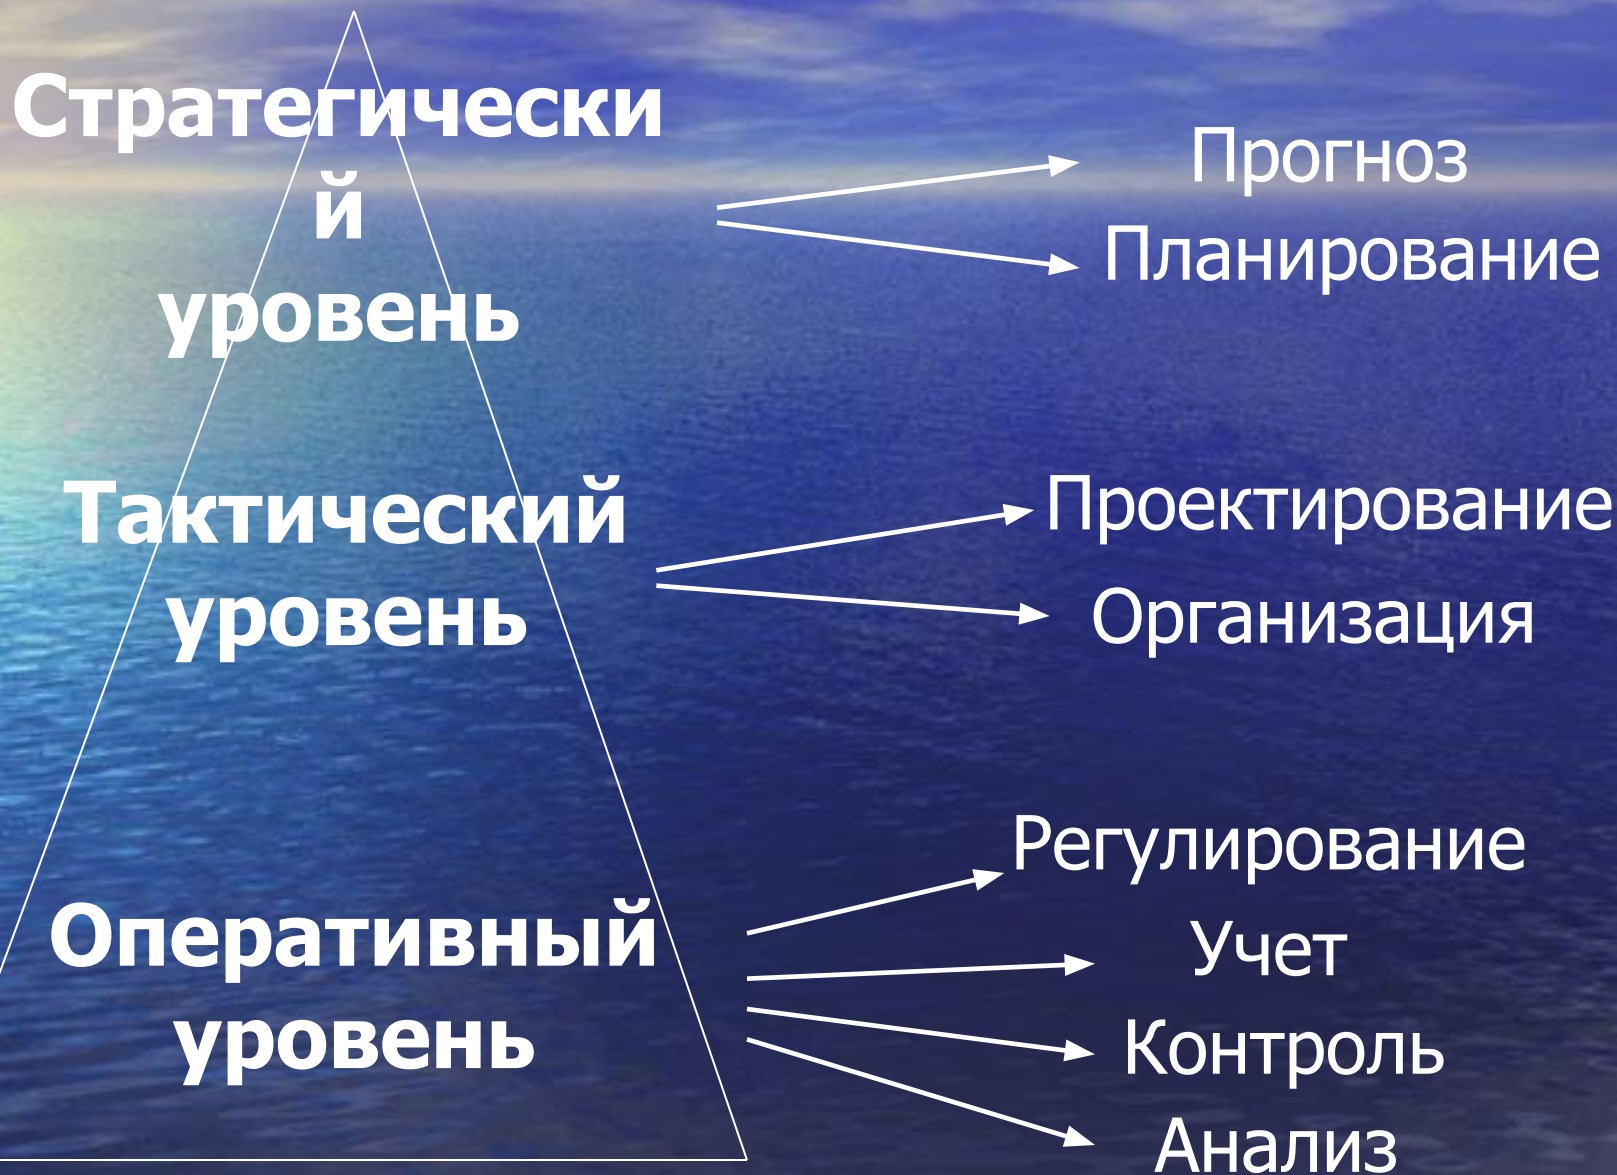 Стратегически
й
уровень
Прогноз
Планирование
Тактический
уровень
Проектирование
Организация
Оперативный
уровень
Регулирование
Учет
Контроль
Анализ